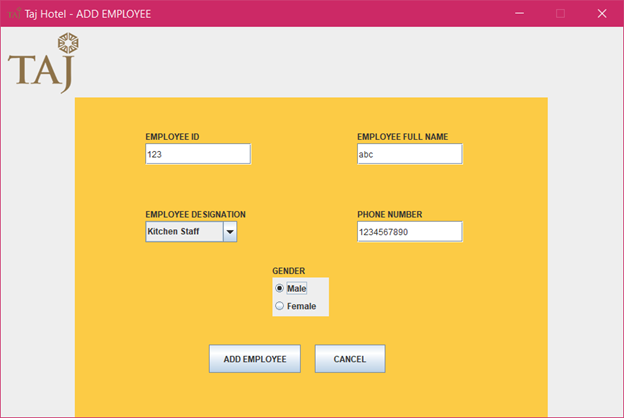 Taj Hotel - ADD EMPLOYEE
TAJ
EMPLOYEE ID
EMPLOYEE FULL NAME
123
abc
EMPLOYEE DESIGNATION
PHONE NUMBER
Kitchen Staff
1234567890
GENDER
Male
Female
ADD EMPLOYEE
CANCEL